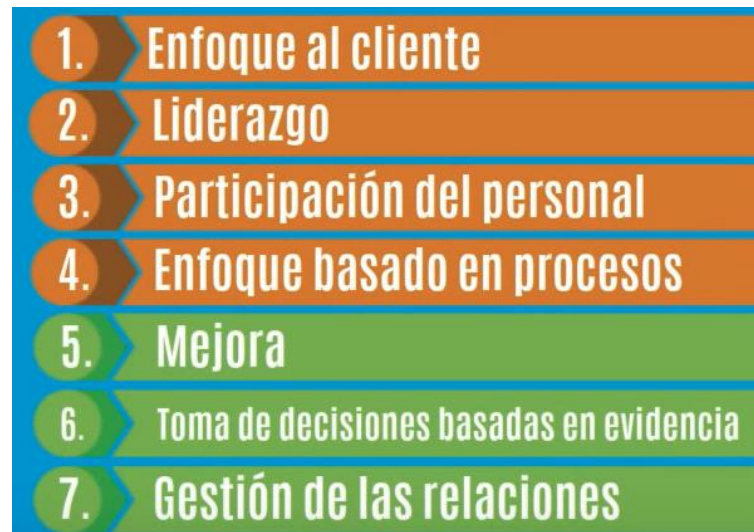 1. Enfoque al cliente
2. Liderazgo
3. Participación del personal
4. Enfoque basado en procesos
5. Mejora
6. Toma de decisiones basadas en evidencia
7. Gestión de las relaciones